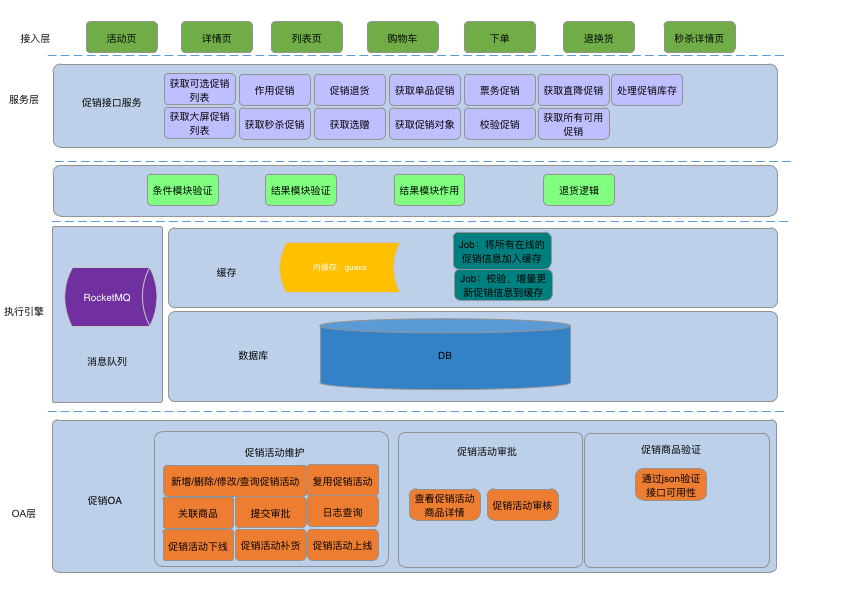 接入层
活动页
详情页
列表页
购物车
下单
退换货
秒杀详情页
服务层
促销接口服务
获取可选促销
列表
作用促销
促销退货
获取单品促销
票务促销
获取直降促销
处理促销库存
获取大屏促销
列表
获取秒杀促销
获取选赠
获取促销对象
校验促销
获取所有可用
促销
条件模块验证
结果模块验证
结果模块作用
退货逻辑
执行引擎
RocketMQ
消息队列
缓存
内缓存：guava
Job：将所有在线的
促销信息加入缓存
Job：校验、增量更
新促销信息到缓存
数据库
DB
OA层
促销OA
促销活动维护
新增/删除/修改/查询促销活动
复用促销活动
关联商品
提交审批
日志查询
促销活动下线
促销活动补货
促销活动上线
促销活动审批
查看促销活动
商品详情
促销活动审核
促销商品验证
通过json验证
接口可用性